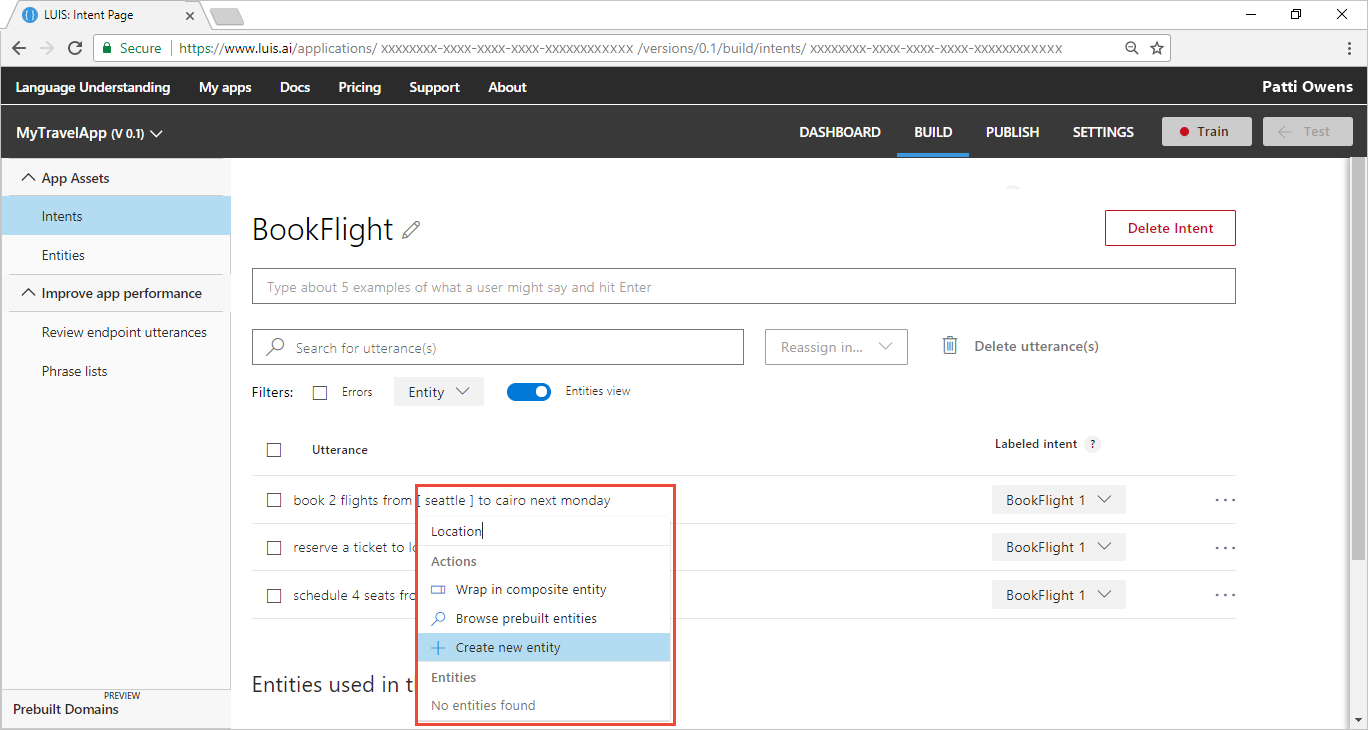 LUIS: Intent Page
Secure https://www.luis.ai/applications/ xxxxxxxx-xxxx-xxxx-xxxx-xxxxxxxxxxxx /versions/0.1/build/intents/ xxxxxxxx-xxxx-xxxx-xxxx-xxxxxxxxxxxx
Language Understanding My apps Docs Pricing Support About Patti Owens
MyTravelApp (V 0.1) DASHBOARD BUILD PUBLISH SETTINGS Train Test
App Assets
Intents
Entities
Improve app performance
Review endpoint utterances
Phrase lists
PREVIEW
Prebuilt Domains
BookFlight
Delete Intent
Type about 5 examples of what a user might say and hit Enter
Search for utterance(s) Reassign in... Delete utterance(s)
Filters: Errors Entity Entities view
Utterance Labeled intent ?
book 2 flights from [ seattle ] to cairo next monday BookFlight 1 ...
reserve a ticket to lo BookFlight 1 ...
schedule 4 seats fro BookFlight 1 ...
Location
Actions
Wrap in composite entity
Browse prebuilt entities
Create new entity
Entities
No entities found
Entities used in t